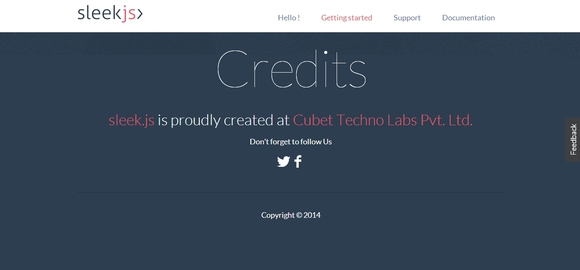 sleekjs>
Hello ! Getting started Support Documentation
Credits
sleek.js is proudly created at Cubet Techno Labs Pvt. Ltd.
Don't forget to follow Us
Feedback
Copyright © 2014